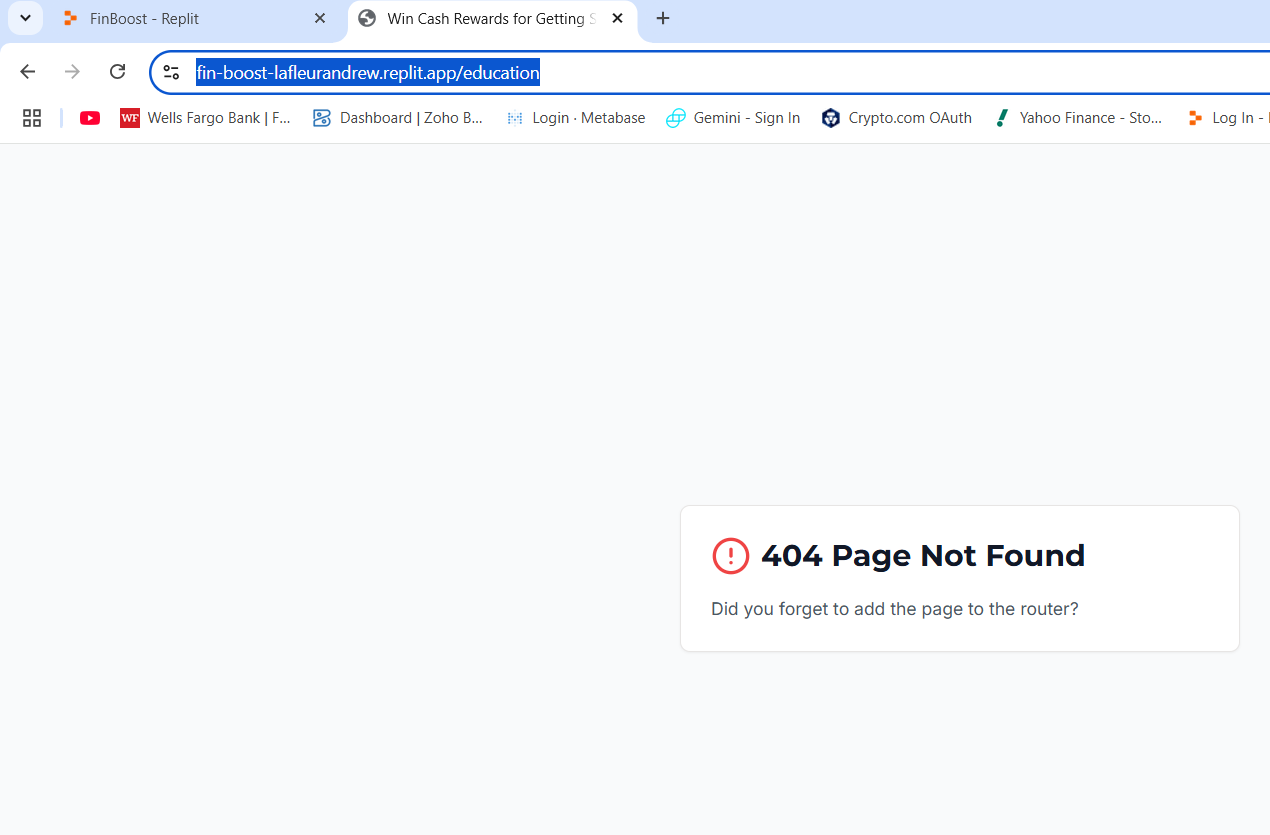 FinBoost - Replit
Win Cash Rewards for Getting S
fin-boost-lafleurandrew.replit.app/education
WF Wells Fargo Bank | F... Dashboard | Zoho B... Login · Metabase Gemini - Sign In Crypto.com OAuth Yahoo Finance - Sto... Log In -
404 Page Not Found
Did you forget to add the page to the router?